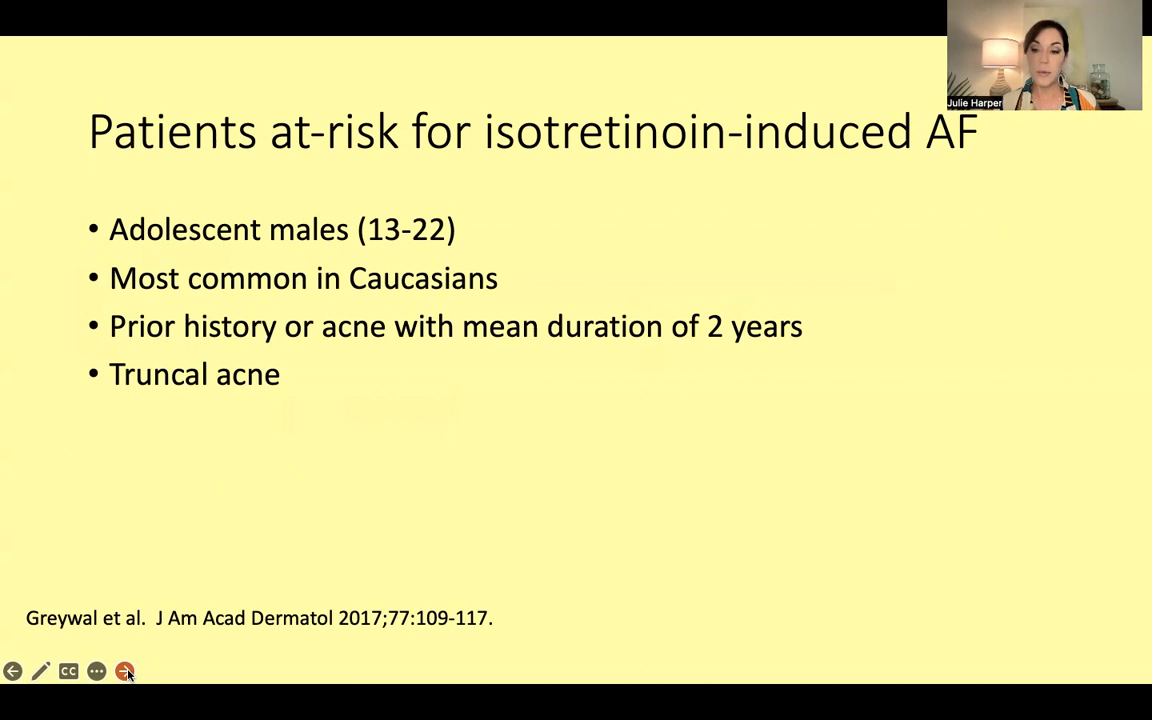 Julie Harper
Patients at-risk for isotretinoin-induced AF
• Adolescent males (13-22)
• Most common in Caucasians
• Prior history or acne with mean duration of 2 years
• Truncal acne
Greywal et al.  J Am Acad Dermatol 2017;77:109-117.
CC